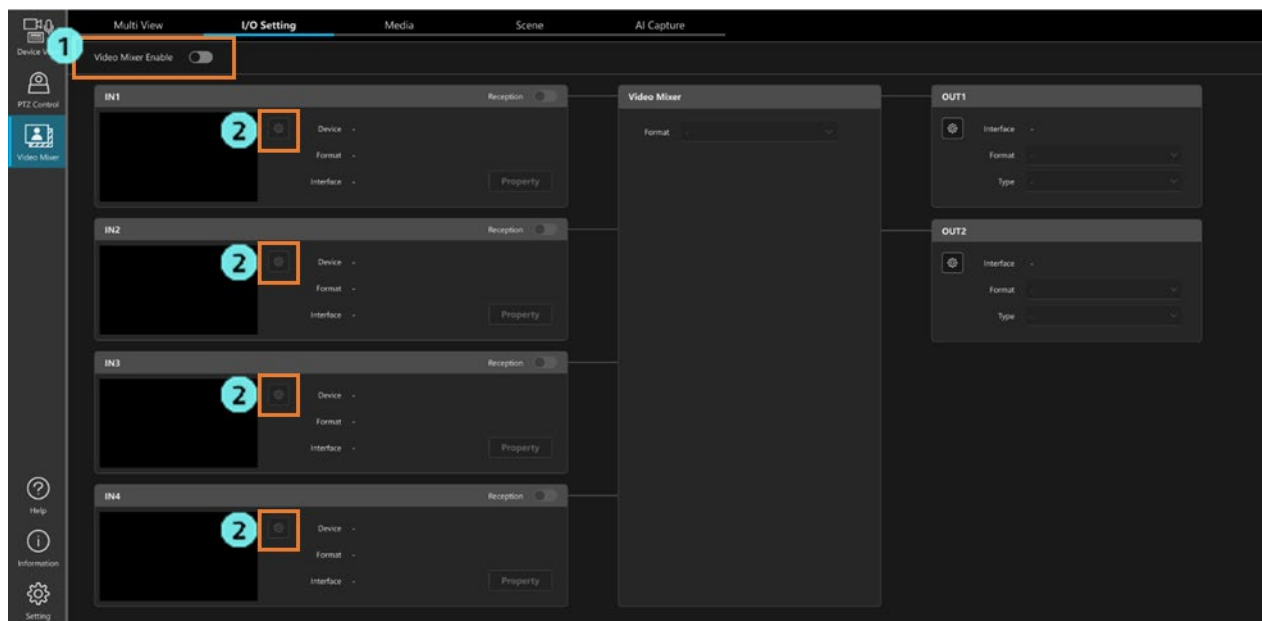 Multi View
I/O Setting
Media
Scene
AI Capture
Device V
1
Video Mixer Enable
PTZ Control
Video Mixer
Help
Information
Setting
IN1
Reception
2
Device -
Format -
Interface -
Property
IN2
Reception
2
Device -
Format -
Interface -
Property
IN3
Reception
2
Device -
Format -
Interface -
Property
IN4
Reception
2
Device -
Format -
Interface -
Property
Video Mixer
Format -
OUT1
Interface -
Format -
Type -
OUT2
Interface -
Format -
Type -